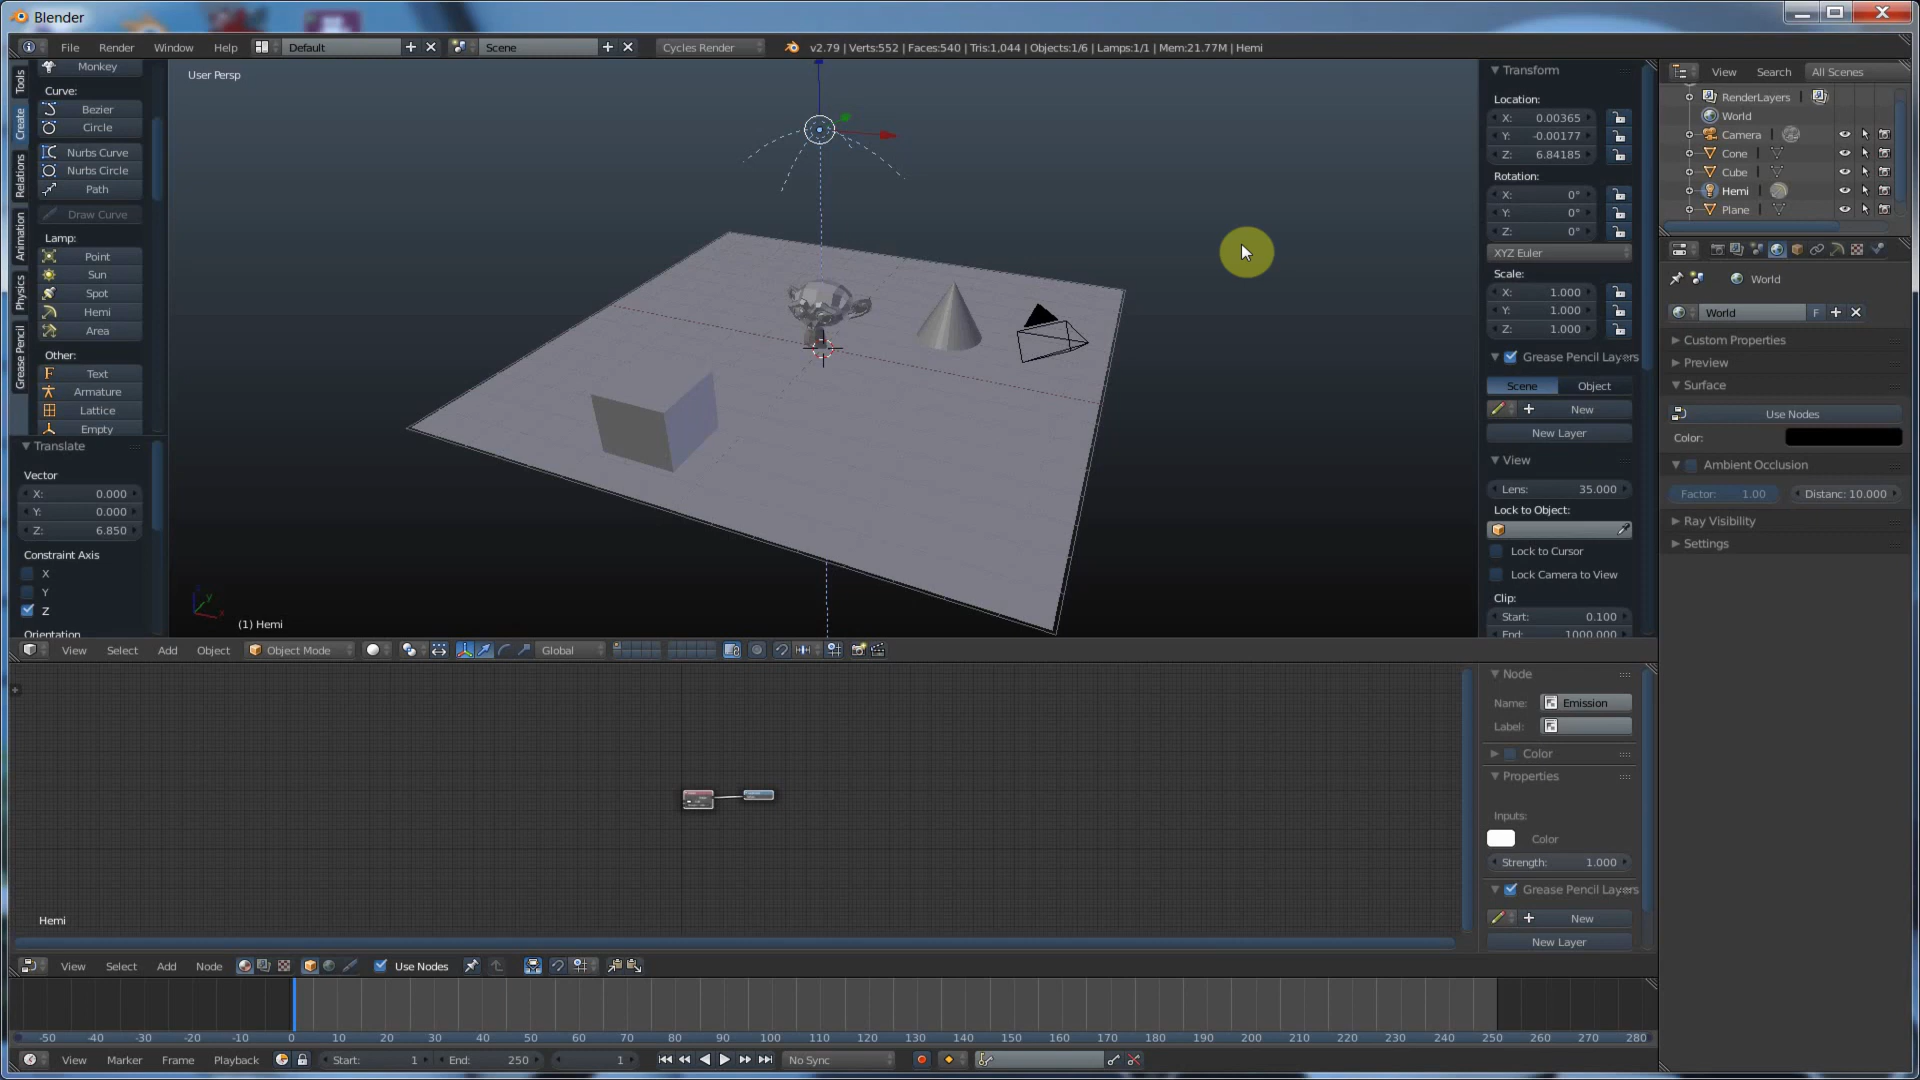 Blender
File Render Window Help Default Scene Cycles Render v2.79 | Verts:552 | Faces:540 | Tris:1,044 | Objects:1/6 | Lamps:1/1 | Mem:21.77M | Hemi
Tools
Create
Relations
Animation
Physics
Grease Pencil
Monkey
Curve:
Bezier
Circle
Nurbs Curve
Nurbs Circle
Path
Draw Curve
Lamp:
Point
Sun
Spot
Hemi
Area
Other:
Text
Armature
Lattice
Empty
Translate
Vector
X: 0.000
Y: 0.000
Z: 6.850
Constraint Axis
X
Y
Z
Orientation
User Persp
(1) Hemi
Transform
Location:
X: 0.00365
Y: -0.00177
Z: 6.84185
Rotation:
X: 0°
Y: 0°
Z: 0°
XYZ Euler
Scale:
X: 1.000
Y: 1.000
Z: 1.000
Grease Pencil Layers
Scene Object
New
New Layer
View
Lens: 35.000
Lock to Object:
Lock to Cursor
Lock Camera to View
Clip:
Start: 0.100
End: 1000.000
View Search All Scenes
RenderLayers
World
Camera
Cone
Cube
Hemi
Plane
World
World F
Custom Properties
Preview
Surface
Use Nodes
Color:
Ambient Occlusion
Factor: 1.00 Distanc: 10.000
Ray Visibility
Settings
View Select Add Object Object Mode Global
Node
Name: Emission
Label:
Color
Properties
Inputs:
Color
Strength: 1.000
Grease Pencil Layers
New
New Layer
Hemi
View Select Add Node Use Nodes
-50 -40 -30 -20 -10 0 10 20 30 40 50 60 70 80 90 100 110 120 130 140 150 160 170 180 190 200 210 220 230 240 250 260 270 280
View Marker Frame Playback Start: 1 End: 250 1 No Sync